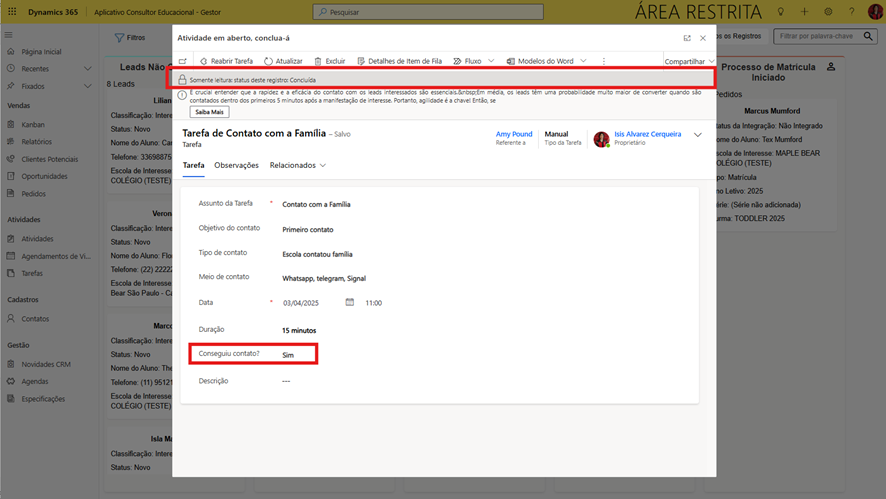 Dynamics 365
Aplicativo Consultor Educacional - Gestor
Pesquisar
ÁREA RESTRITA
Página Inicial
Recentes
Fixados
Vendas
Kanban
Relatórios
Clientes Potenciais
Oportunidades
Pedidos
Atividades
Atividades
Agendamentos de Vi...
Tarefas
Cadastros
Contatos
Gestão
Novidades CRM
Agendas
Especificações
Filtros
os Registros
Filtrar por palavra-chave
Leads Não
8 Leads
Lilian
Classificação: Intere
Status: Novo
Nome do Aluno: Car
Telefone: 33698875
Escola de Interesse:
COLÉGIO (TESTE)
Veron
Classificação: Intere
Status: Novo
Nome do Aluno: Flor
Telefone: (22) 22222
Escola de Interesse:
Bear São Paulo - Ca
Marco
Classificação: Intere
Status: Novo
Nome do Aluno: The
Telefone: (11) 95121
Escola de Interesse:
COLÉGIO (TESTE)
Isla M
Classificação: Intere
Status: Novo
Atividade em aberto, conclua-á
Reabrir Tarefa
Atualizar
Excluir
Detalhes de Item de Fila
Fluxo
Modelos do Word
Compartilhar
Somente leitura: status deste registro: Concluída
É crucial entender que a rapidez e a eficácia do contato com os leads interessados são essenciais.&nbsp;Em média, os leads têm uma probabilidade muito maior de converter quando são
contatados dentro dos primeiros 5 minutos após a manifestação de interesse. Portanto, agilidade é a chave! Então, se
Saiba Mais
Tarefa de Contato com a Família - Salvo
Tarefa
Amy Pound
Referente a
Manual
Tipo da Tarefa
Isis Alvarez Cerqueira
Proprietário
Tarefa
Observações
Relacionados
Assunto da Tarefa * Contato com a Família
Objetivo do contato Primeiro contato
Tipo de contato Escola contatou família
Meio de contato Whatsapp, telegram, Signal
Data * 03/04/2025 11:00
Duração 15 minutos
Conseguiu contato? Sim
Descrição ---
Processo de Matrícula
Iniciado
Pedidos
Marcus Mumford
Status da Integração: Não Integrado
Nome do Aluno: Tex Mumford
Escola de Interesse: MAPLE BEAR
COLÉGIO (TESTE)
ipo: Matrícula
no Letivo: 2025
érie: (Série não adicionada)
urma: TODDLER 2025